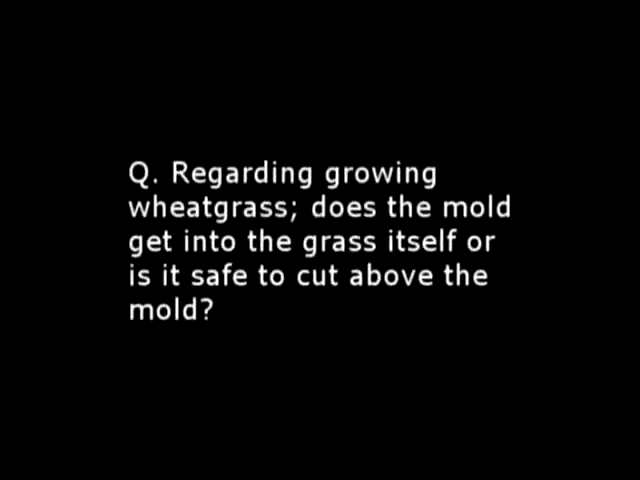 Q. Regarding growing
wheatgrass; does the mold
get into the grass itself or
is it safe to cut above the
mold?